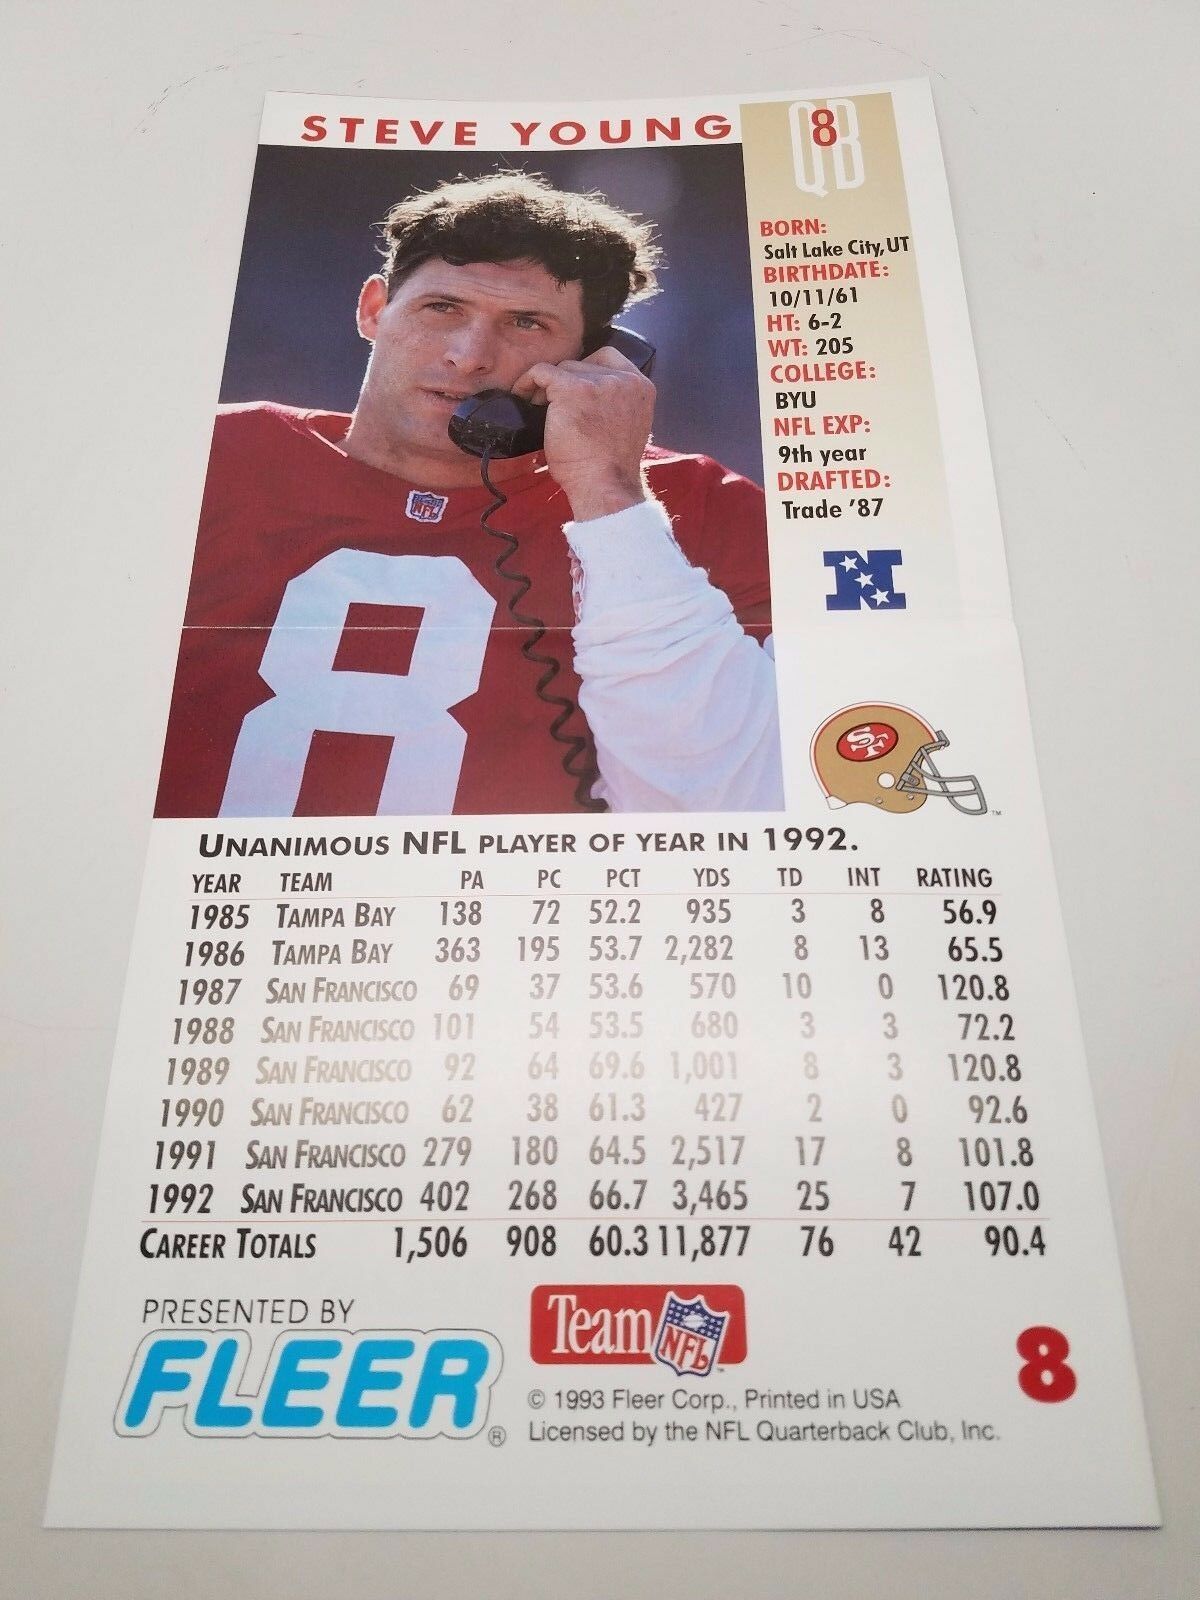 STEVE YOUNG
QB
8
BORN:
Salt Lake City, UT
BIRTHDATE:
10/11/61
HT: 6-2
WT: 205
COLLEGE:
BYU
NFL EXP:
9th year
DRAFTED:
Trade '87
N
NFL
8
SF
TM
UNANIMOUS NFL PLAYER OF YEAR IN 1992.
YEAR TEAM PA PC PCT YDS TD INT RATING
1985 TAMPA BAY 138 72 52.2 935 3 8 56.9
1986 TAMPA BAY 363 195 53.7 2,282 8 13 65.5
1987 SAN FRANCISCO 69 37 53.6 570 10 0 120.8
1988 SAN FRANCISCO 101 54 53.5 680 3 3 72.2
1989 SAN FRANCISCO 92 64 69.6 1,001 8 3 120.8
1990 SAN FRANCISCO 62 38 61.3 427 2 0 92.6
1991 SAN FRANCISCO 279 180 64.5 2,517 17 8 101.8
1992 SAN FRANCISCO 402 268 66.7 3,465 25 7 107.0
CAREER TOTALS 1,506 908 60.3 11,877 76 42 90.4
PRESENTED BY
FLEER®
Team NFL
TM
© 1993 Fleer Corp., Printed in USA
Licensed by the NFL Quarterback Club, Inc.
8